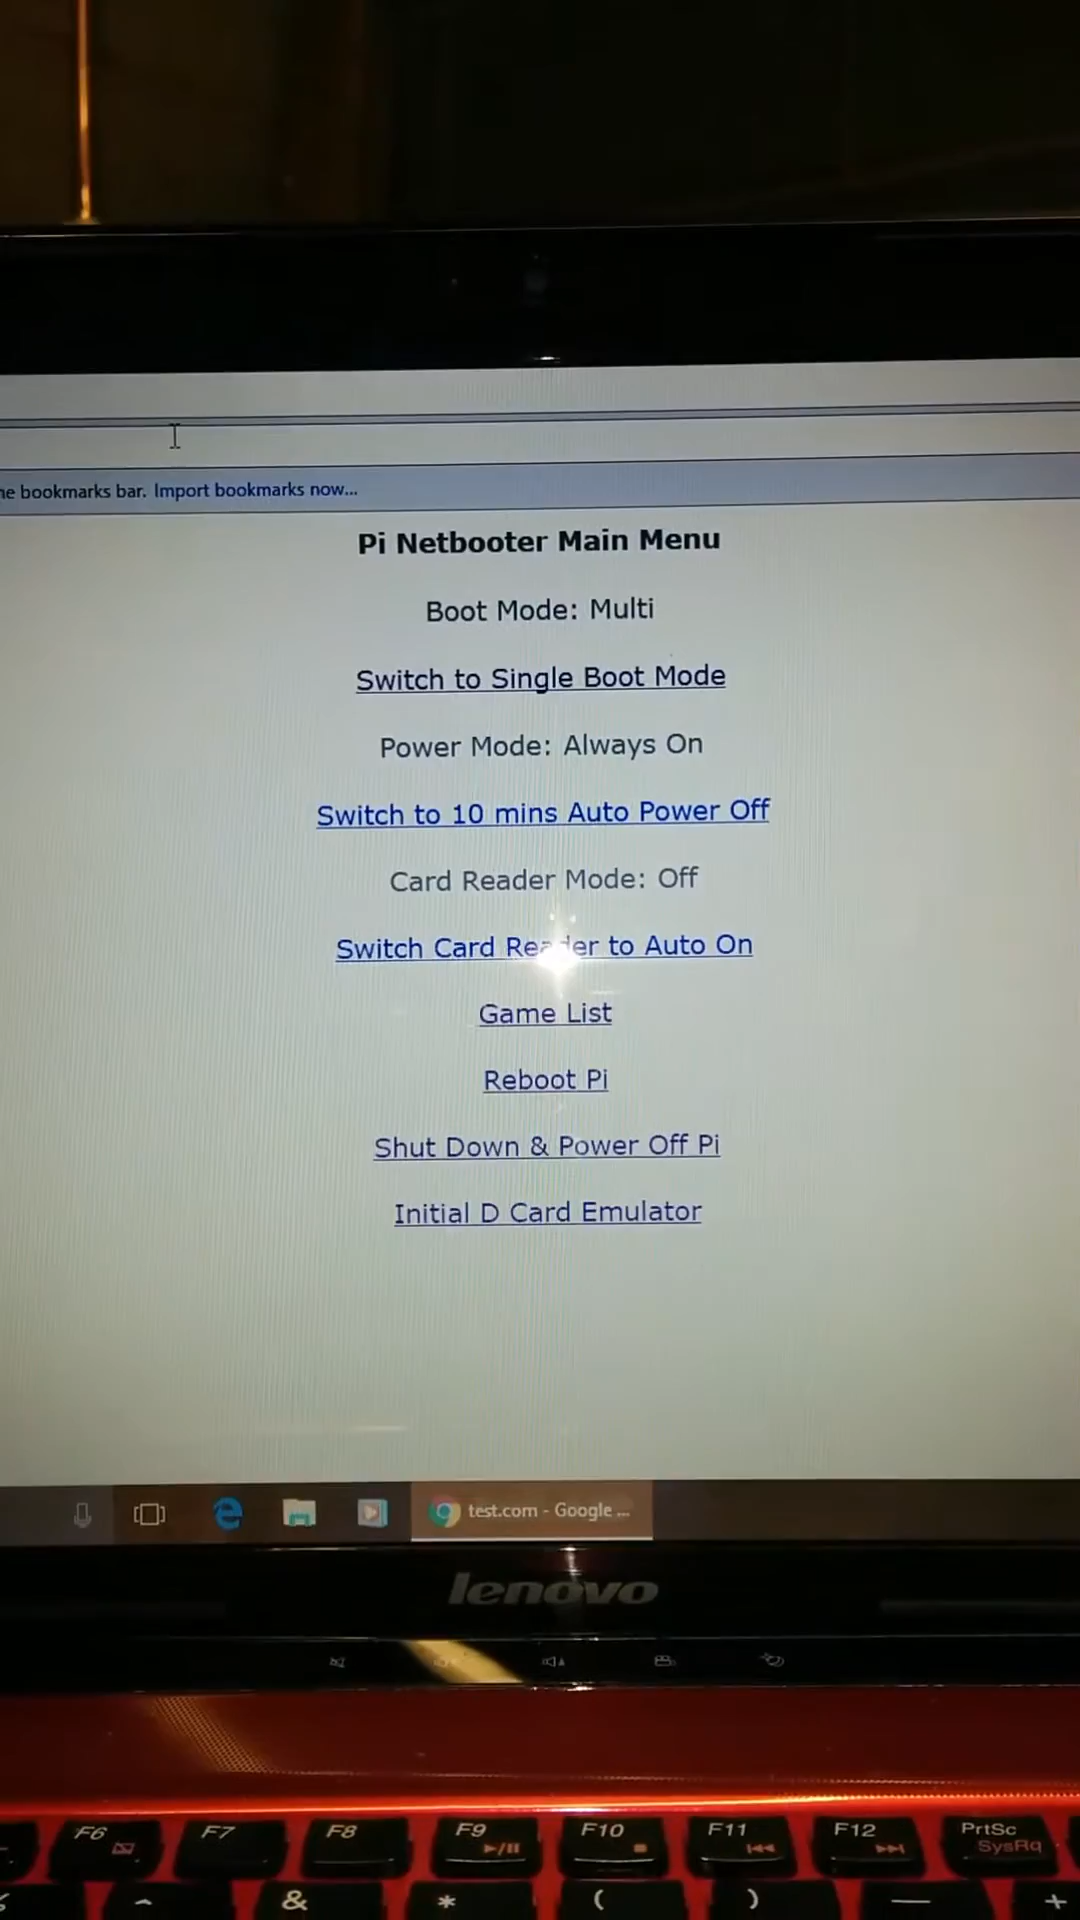 he bookmarks bar. Import bookmarks now...
Pi Netbooter Main Menu
Boot Mode: Multi
Switch to Single Boot Mode
Power Mode: Always On
Switch to 10 mins Auto Power Off
Card Reader Mode: Off
Switch Card Reader to Auto On
Game List
Reboot Pi
Shut Down & Power Off Pi
Initial D Card Emulator
test.com - Google ...
lenovo
F6 F7 F8 F9 F10 F11 F12 PrtSc
SysRq
^ & * ( ) — +